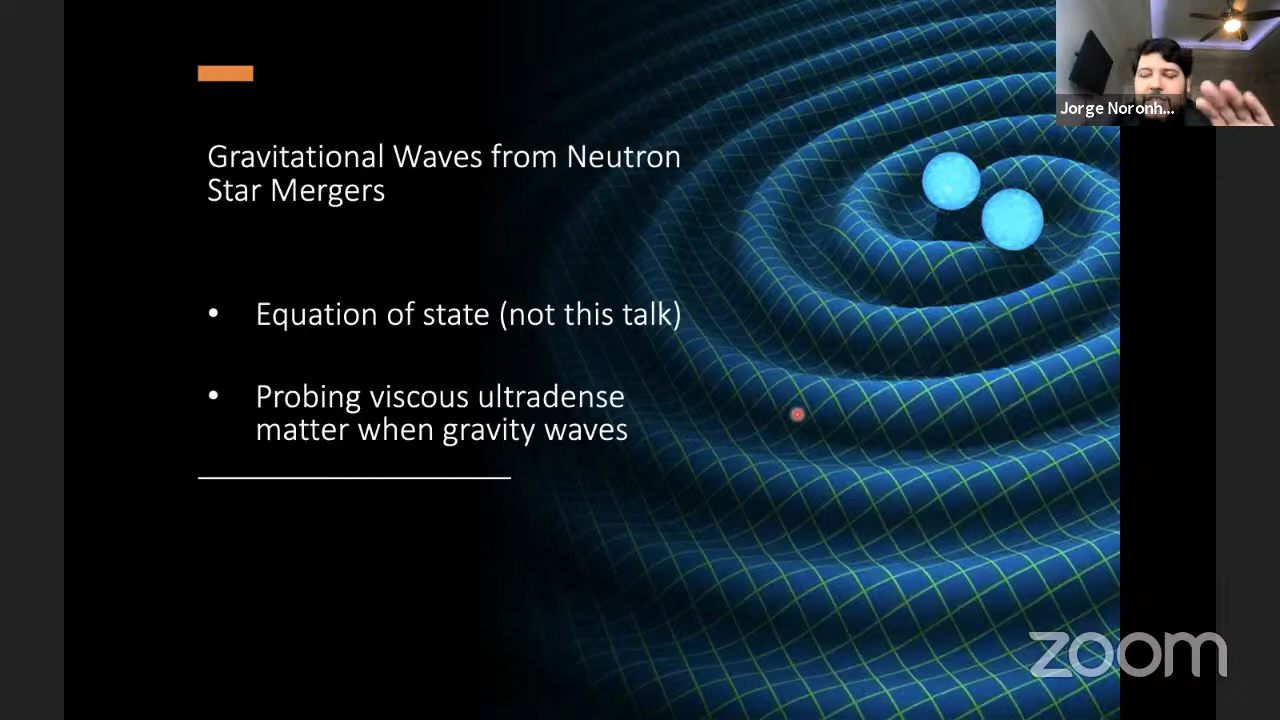 Jorge Noronh...
Gravitational Waves from Neutron
Star Mergers
• Equation of state (not this talk)
• Probing viscous ultradense
matter when gravity waves
zoom